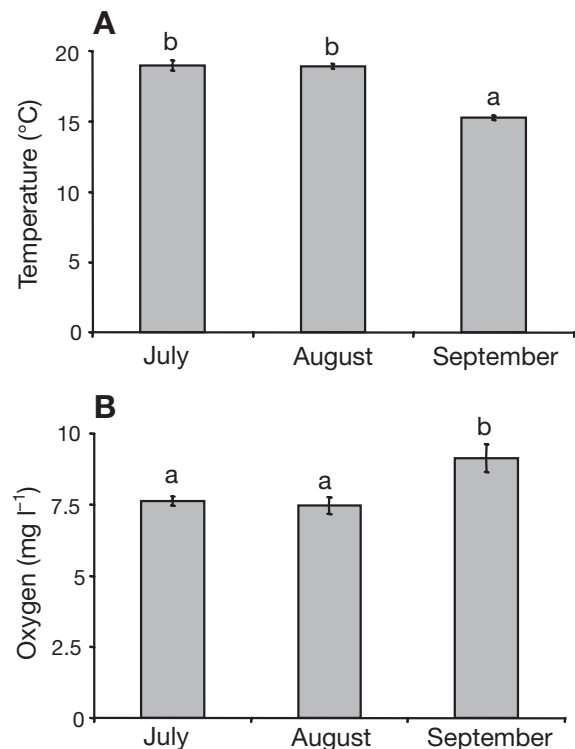 A
Temperature (°C)
20
15
10
5
0
b
b
a
July
August
September
B
Oxygen (mg l⁻¹)
10
7.5
5
2.5
0
a
a
b
July
August
September